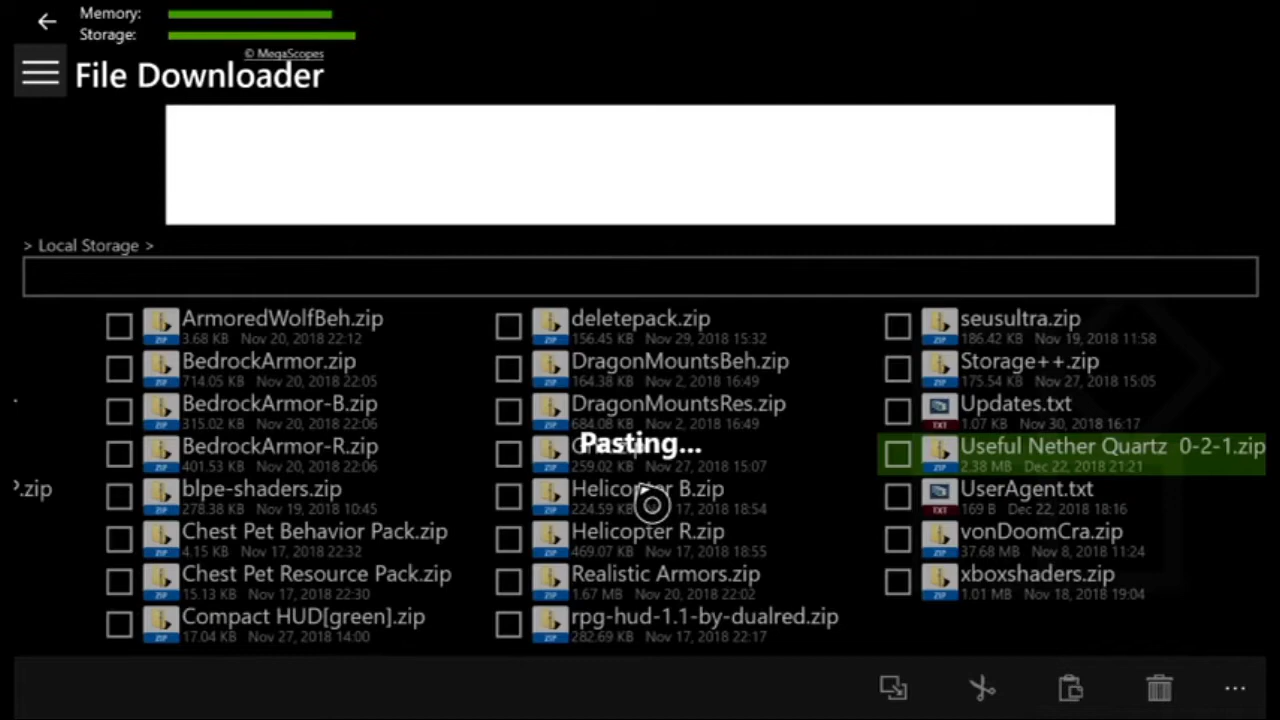 Memory:
Storage:
© MegaScopes
File Downloader
> Local Storage >
ArmoredWolfBeh.zip
3.68 KB Nov 20, 2018 22:12
BedrockArmor.zip
714.05 KB Nov 20, 2018 22:05
BedrockArmor-B.zip
315.02 KB Nov 20, 2018 22:06
BedrockArmor-R.zip
401.53 KB Nov 20, 2018 22:06
.zip
blpe-shaders.zip
278.38 KB Nov 19, 2018 10:45
Chest Pet Behavior Pack.zip
4.15 KB Nov 17, 2018 22:32
Chest Pet Resource Pack.zip
15.13 KB Nov 17, 2018 22:30
Compact HUD[green].zip
17.04 KB Nov 27, 2018 14:00
deletepack.zip
156.45 KB Nov 29, 2018 15:32
DragonMountsBeh.zip
164.38 KB Nov 2, 2018 16:49
DragonMountsRes.zip
684.08 KB Nov 2, 2018 16:49
Pasting...
259.02 KB Nov 27, 2018 15:07
Helicopter B.zip
224.59 KB 17, 2018 18:54
Helicopter R.zip
469.07 KB Nov 17, 2018 18:55
Realistic Armors.zip
1.67 MB Nov 20, 2018 22:02
rpg-hud-1.1-by-dualred.zip
282.69 KB Nov 17, 2018 22:17
seusultra.zip
186.42 KB Nov 19, 2018 11:58
Storage++.zip
175.54 KB Nov 27, 2018 15:05
Updates.txt
1.07 KB Nov 30, 2018 16:17
Useful Nether Quartz 0-2-1.zip
2.38 MB Dec 22, 2018 21:21
UserAgent.txt
169 B Dec 22, 2018 18:16
vonDoomCra.zip
37.68 MB Nov 8, 2018 11:24
xboxshaders.zip
1.01 MB Nov 18, 2018 19:04